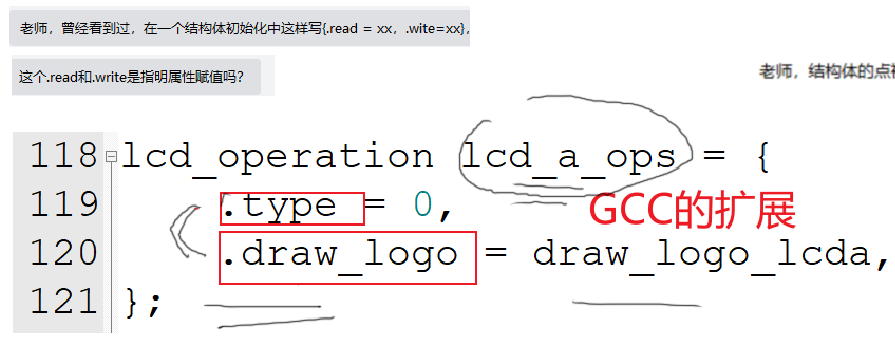 老师，曾经看到过，在一个结构体初始化中这样写{.read = xx，.wite=xx}，
这个.read和.write是指明属性赋值吗？
老师，结构体的点
118 lcd_operation lcd_a_ops = {
119 .type = 0,
GCC的扩展
120 .draw_logo = draw_logo_lcda,
121 };